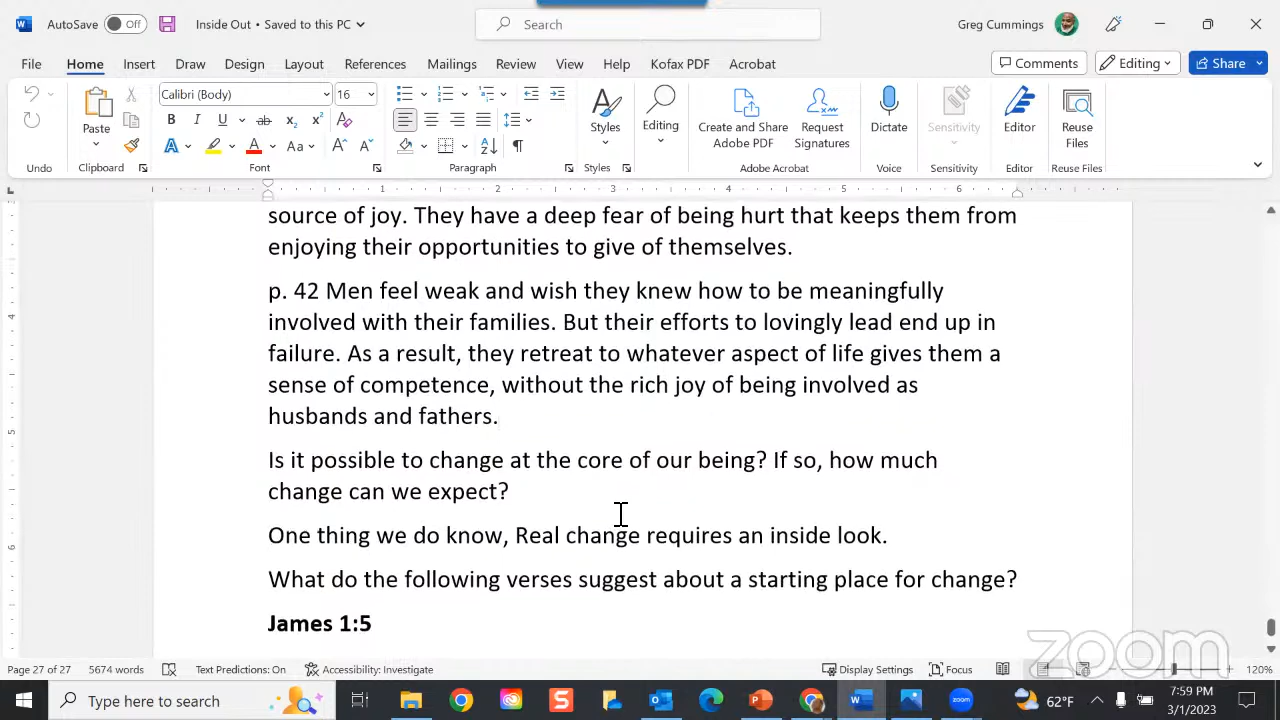 AutoSave Off Inside Out • Saved to this PC Search Greg Cummings
File Home Insert Draw Design Layout References Mailings Review View Help Kofax PDF Acrobat Comments Editing Share
Calibri (Body) 16
Paste Styles Editing Create and Share Adobe PDF Request Signatures Dictate Sensitivity Editor Reuse Files
Undo Clipboard Font Paragraph Styles Adobe Acrobat Voice Sensitivity Editor Reuse Files
1 2 3 4 5 6
source of joy. They have a deep fear of being hurt that keeps them from
enjoying their opportunities to give of themselves.
p. 42 Men feel weak and wish they knew how to be meaningfully
involved with their families. But their efforts to lovingly lead end up in
failure. As a result, they retreat to whatever aspect of life gives them a
sense of competence, without the rich joy of being involved as
husbands and fathers.
Is it possible to change at the core of our being? If so, how much
change can we expect?
One thing we do know, Real change requires an inside look.
What do the following verses suggest about a starting place for change?
James 1:5
zoom
Page 27 of 27 5674 words Text Predictions: On Accessibility: Investigate Display Settings Focus 120%
Type here to search 62°F 7:59 PM
3/1/2023